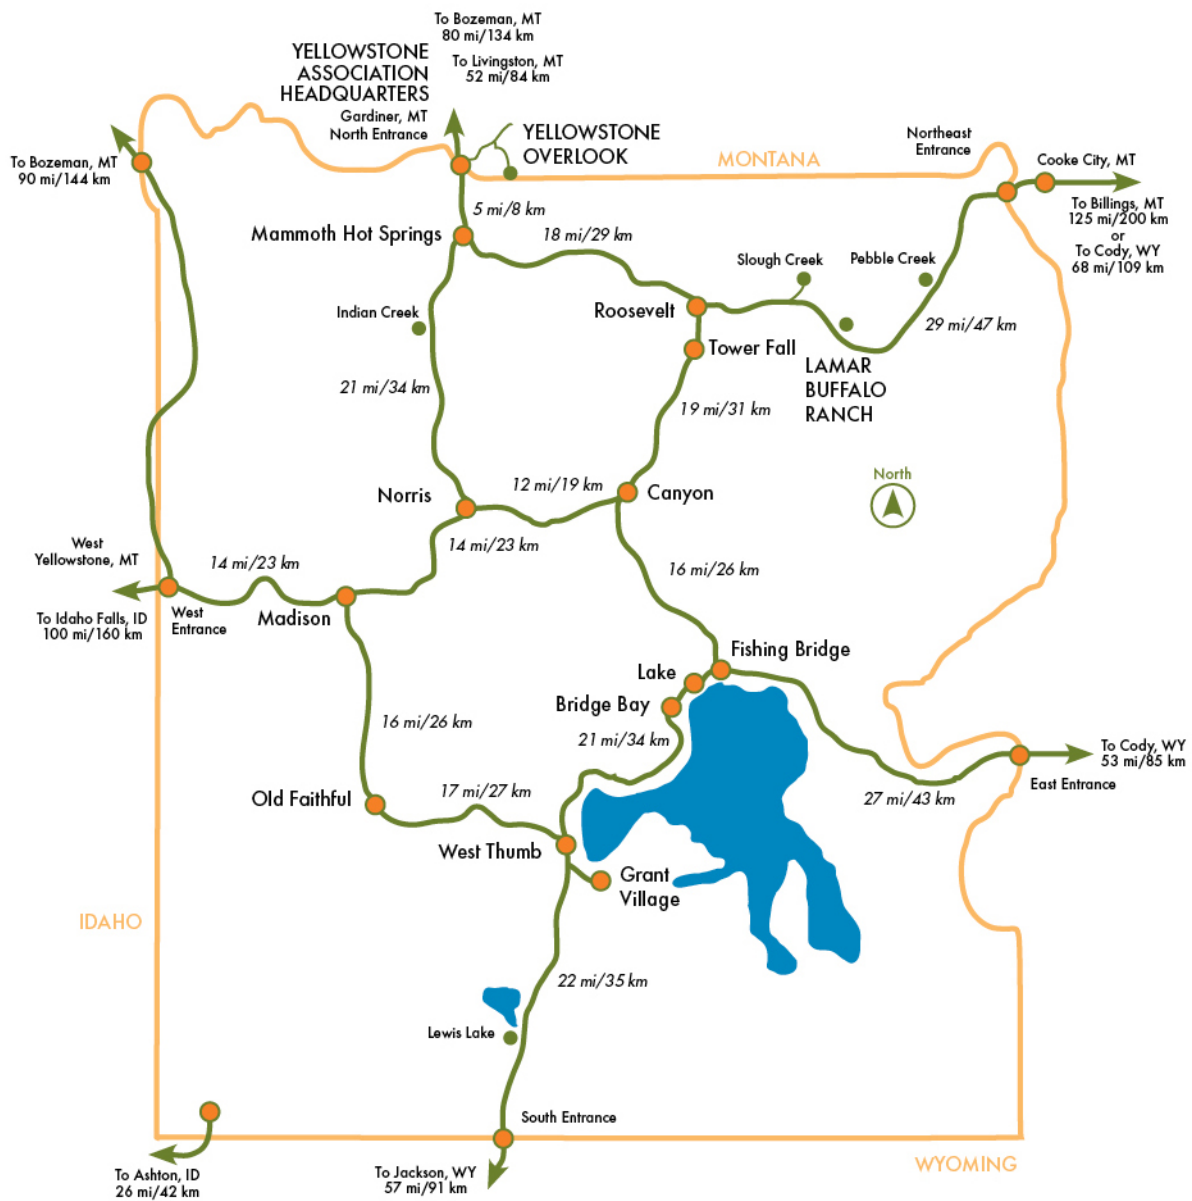 To Bozeman, MT
80 mi/134 km
To Livingston, MT
52 mi/84 km
YELLOWSTONE
ASSOCIATION
HEADQUARTERS
Gardiner, MT
North Entrance
YELLOWSTONE
OVERLOOK
MONTANA
Northeast
Entrance
Cooke City, MT
To Billings, MT
125 mi/200 km
or
To Cody, WY
68 mi/109 km
To Bozeman, MT
90 mi/144 km
5 mi/8 km
Mammoth Hot Springs
18 mi/29 km
Slough Creek
Pebble Creek
Indian Creek
Roosevelt
29 mi/47 km
Tower Fall
LAMAR
BUFFALO
RANCH
21 mi/34 km
19 mi/31 km
North
Norris
12 mi/19 km
Canyon
14 mi/23 km
West
Yellowstone, MT
14 mi/23 km
16 mi/26 km
To Idaho Falls, ID
100 mi/160 km
West
Entrance
Madison
Fishing Bridge
Lake
Bridge Bay
16 mi/26 km
21 mi/34 km
To Cody, WY
53 mi/85 km
East Entrance
27 mi/43 km
Old Faithful
17 mi/27 km
West Thumb
Grant
Village
IDAHO
22 mi/35 km
Lewis Lake
South Entrance
To Ashton, ID
26 mi/42 km
To Jackson, WY
57 mi/91 km
WYOMING